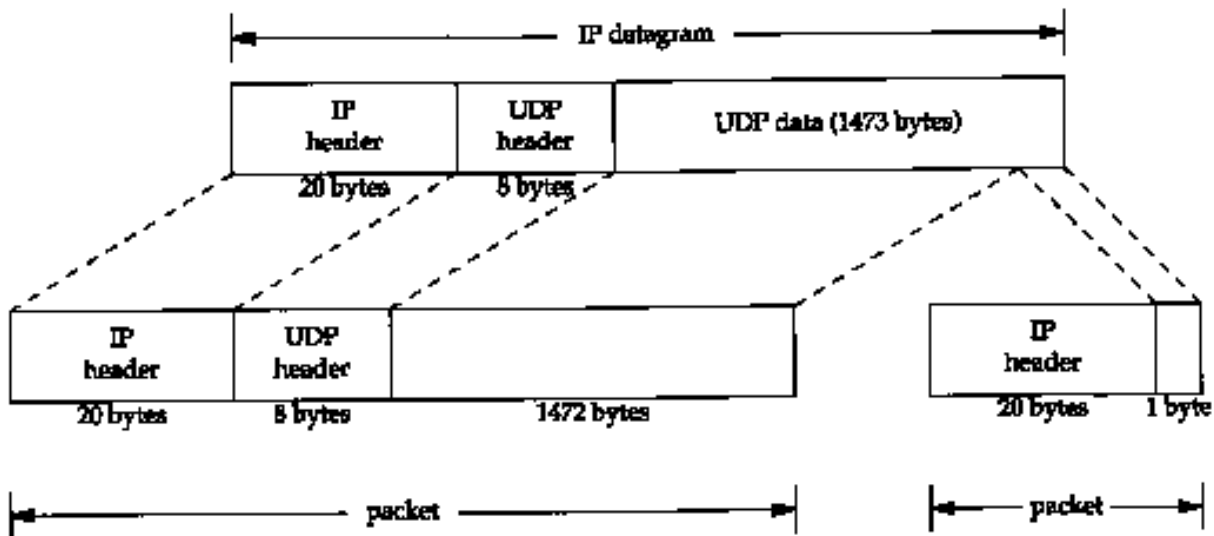 IP datagram
IP
header
UDP
header
UDP data (1473 bytes)
20 bytes
8 bytes
IP
header
UDP
header
IP
header
20 bytes
8 bytes
1472 bytes
20 bytes
1 byte
packet
packet